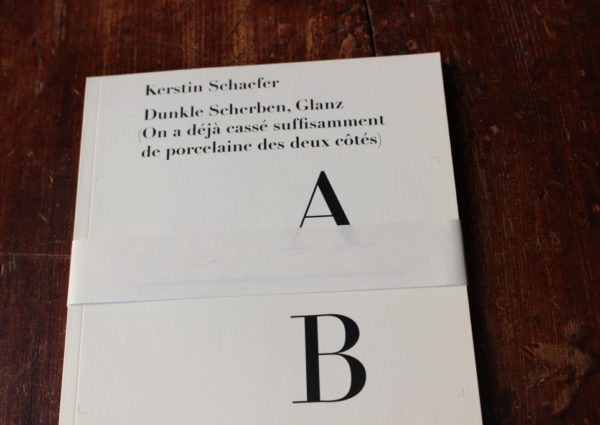 Kerstin Schaefer
Dunkle Scherben, Glanz
(On a déjà cassé suffisamment
de porcelaine des deux côtés)
A
B